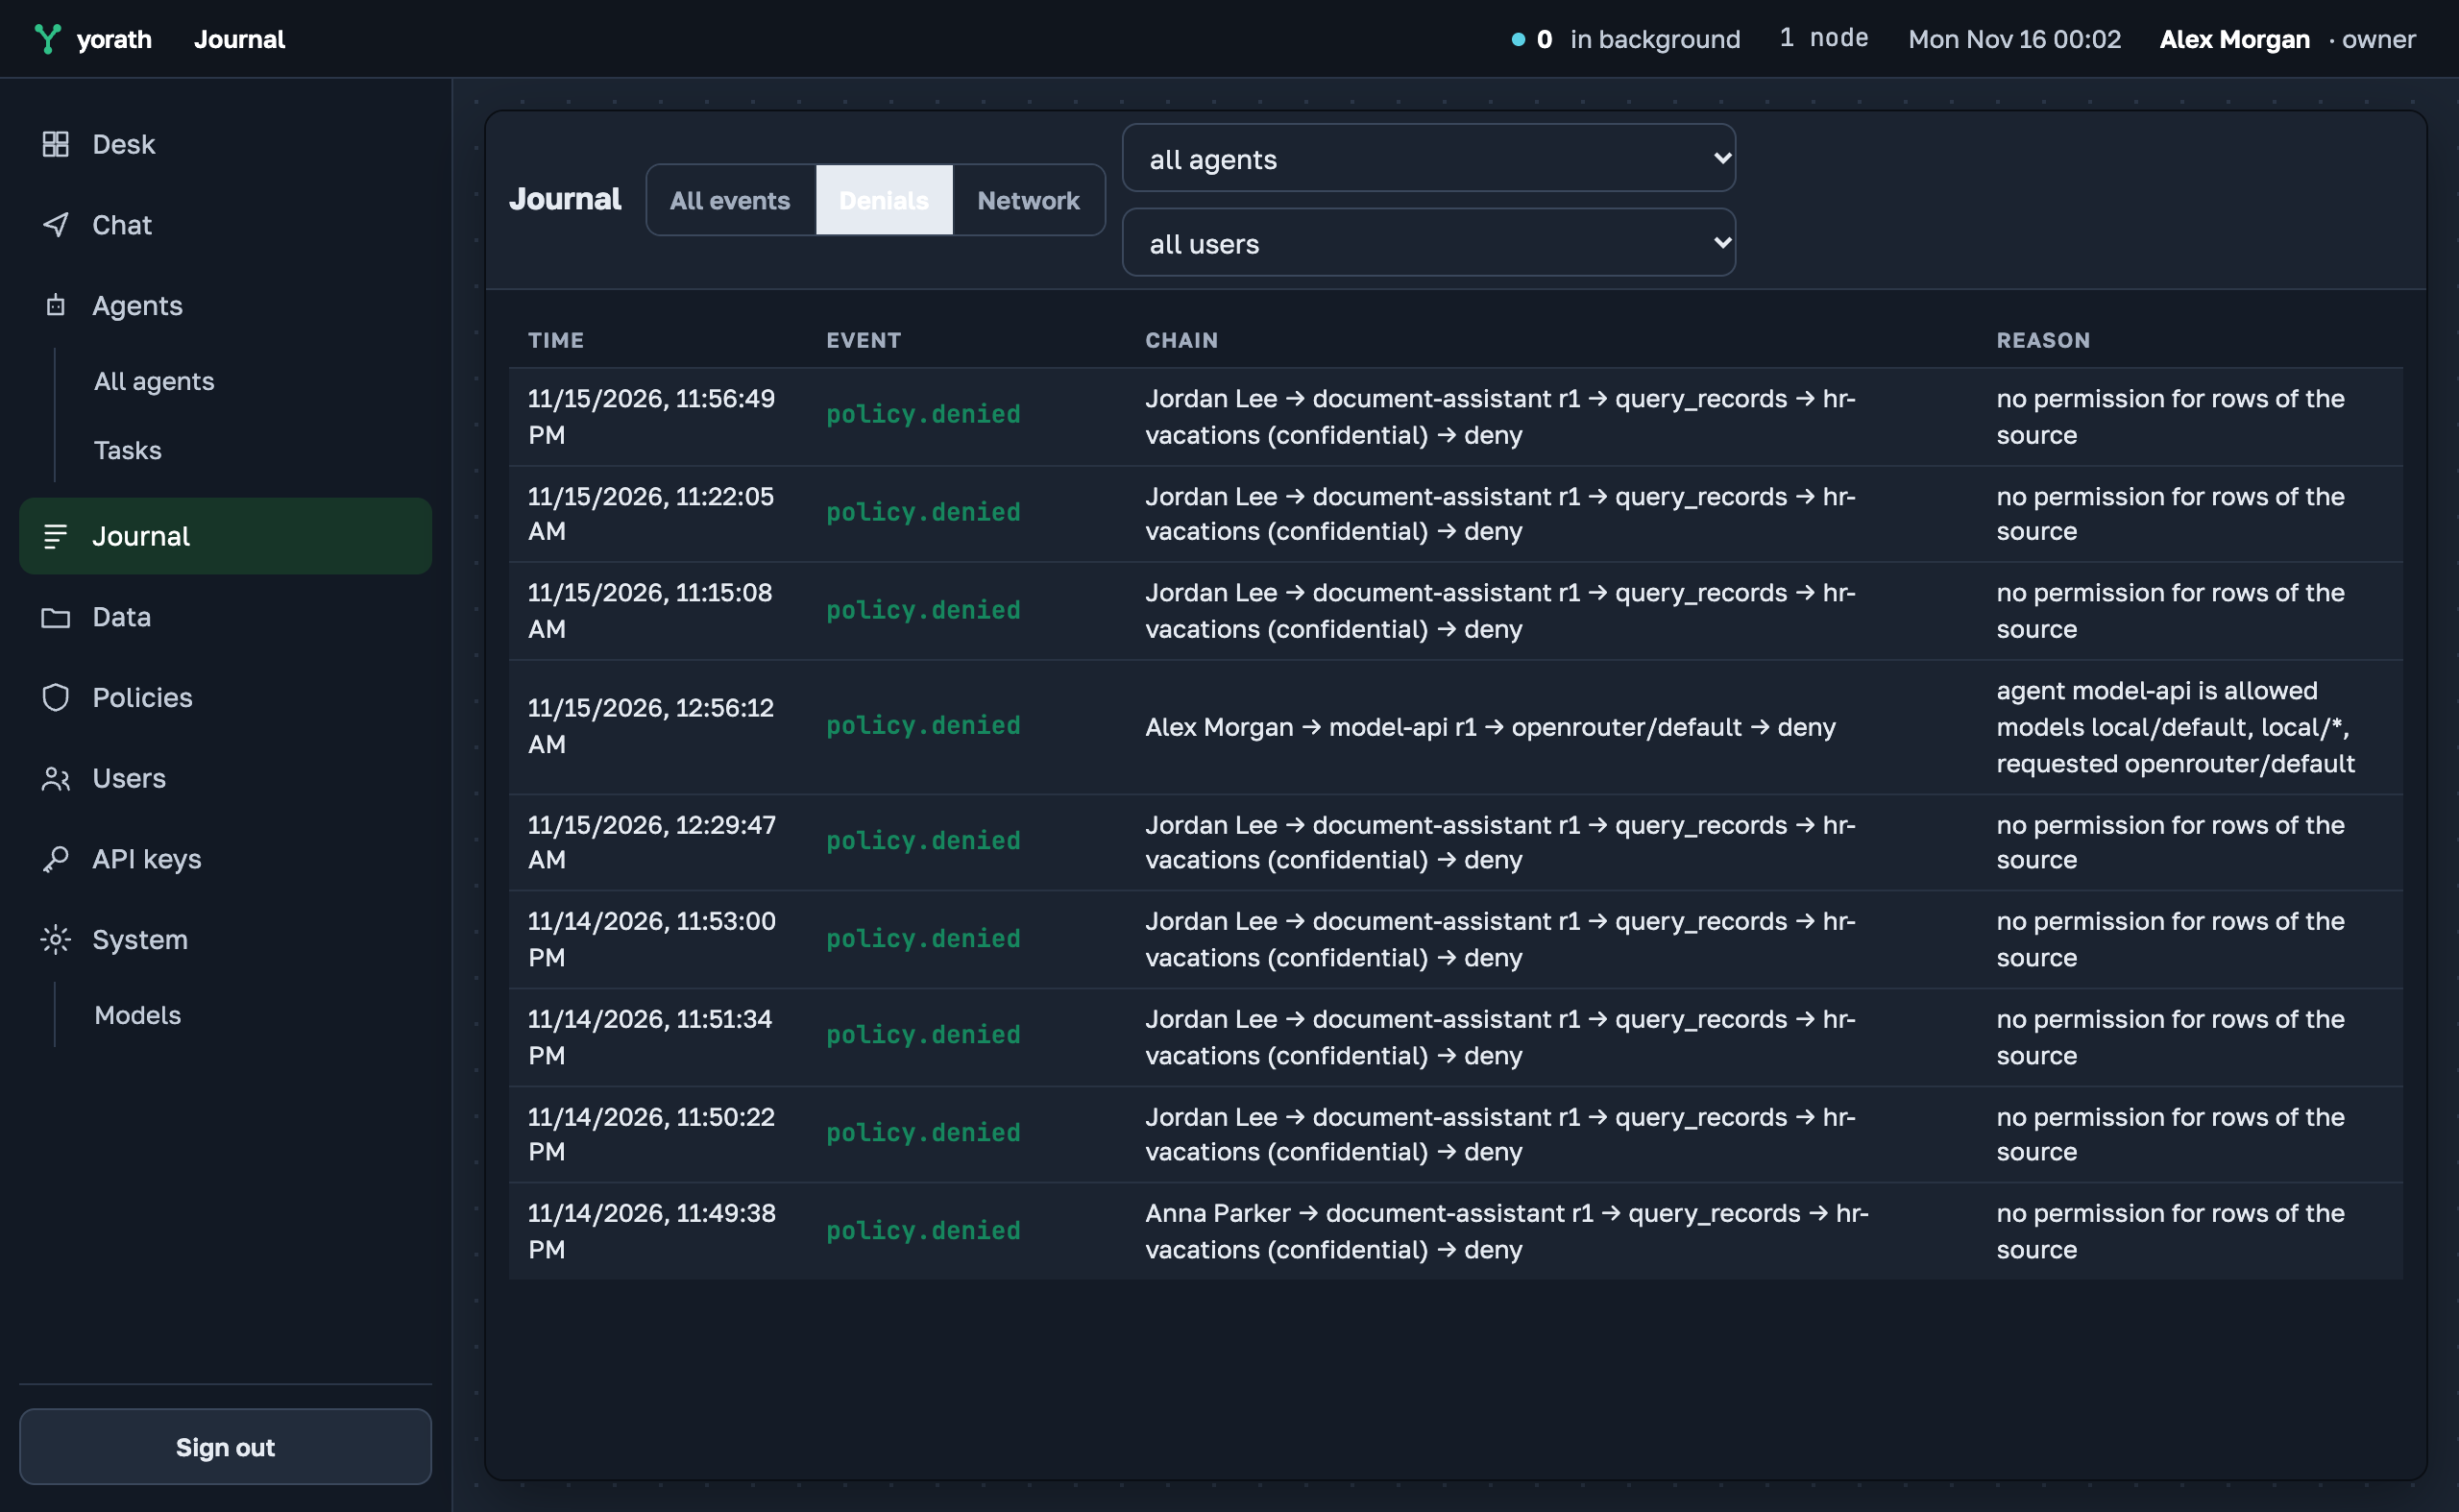 yorath
Journal
0 in background
1 node
Mon Nov 16 00:02
Alex Morgan · owner
Desk
Chat
Agents
All agents
Tasks
Journal
Data
Policies
Users
API keys
System
Models
Sign out
Journal
All events
Denials
Network
all agents
all users
TIME EVENT CHAIN REASON
11/15/2026, 11:56:49
PM
policy.denied
Jordan Lee → document-assistant r1 → query_records → hr-
vacations (confidential) → deny
no permission for rows of the
source
11/15/2026, 11:22:05
AM
policy.denied
Jordan Lee → document-assistant r1 → query_records → hr-
vacations (confidential) → deny
no permission for rows of the
source
11/15/2026, 11:15:08
AM
policy.denied
Jordan Lee → document-assistant r1 → query_records → hr-
vacations (confidential) → deny
no permission for rows of the
source
11/15/2026, 12:56:12
AM
policy.denied
Alex Morgan → model-api r1 → openrouter/default → deny
agent model-api is allowed
models local/default, local/*,
requested openrouter/default
11/15/2026, 12:29:47
AM
policy.denied
Jordan Lee → document-assistant r1 → query_records → hr-
vacations (confidential) → deny
no permission for rows of the
source
11/14/2026, 11:53:00
PM
policy.denied
Jordan Lee → document-assistant r1 → query_records → hr-
vacations (confidential) → deny
no permission for rows of the
source
11/14/2026, 11:51:34
PM
policy.denied
Jordan Lee → document-assistant r1 → query_records → hr-
vacations (confidential) → deny
no permission for rows of the
source
11/14/2026, 11:50:22
PM
policy.denied
Jordan Lee → document-assistant r1 → query_records → hr-
vacations (confidential) → deny
no permission for rows of the
source
11/14/2026, 11:49:38
PM
policy.denied
Anna Parker → document-assistant r1 → query_records → hr-
vacations (confidential) → deny
no permission for rows of the
source